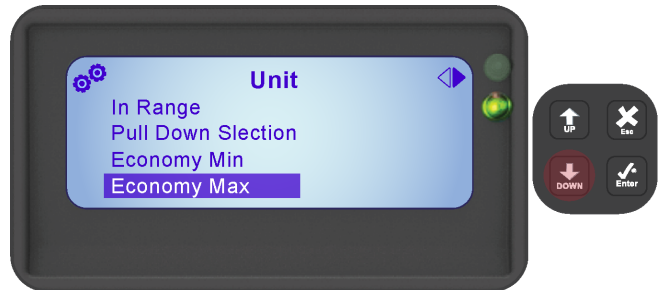 Unit
In Range
Pull Down Slection
Economy Min
Economy Max
UP
Esc
DOWN
Enter